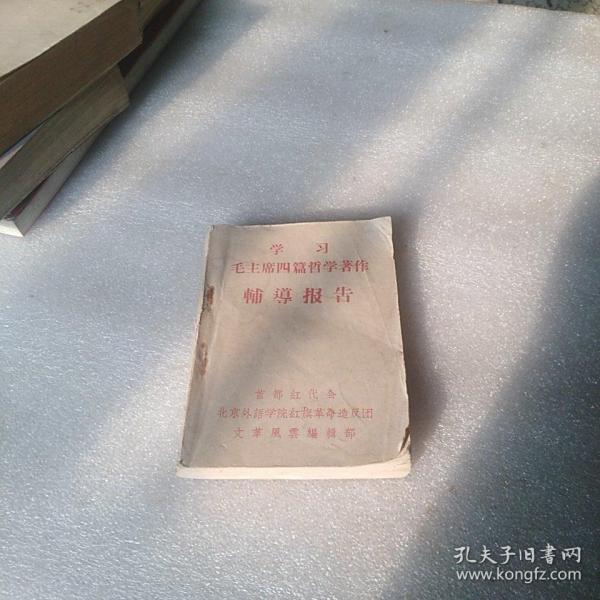 学习
毛主席四篇哲学著作
輔導报告
首都红代会
北京外語学院红旗革命造反团
文革風雲編輯部
孔夫子旧书网
www.kongfz.com